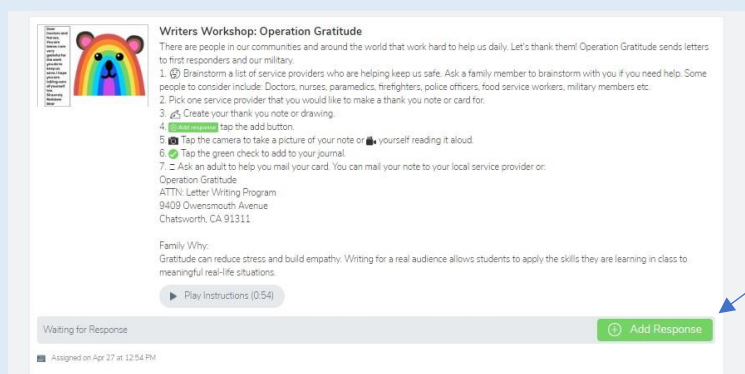 Dear
Doctors and
Nurses,
Writers Workshop: Operation Gratitude
There are people in our communities and around the world that work hard to help us daily. Let's thank them! Operation Gratitude sends letters
to first responders and our military.
1. Brainstorm a list of service providers who are helping keep us safe. Ask a family member to brainstorm with you if you need help. Some
people to consider include: Doctors, nurses, paramedics, firefighters, police officers, food service workers, military members etc.
2. Pick one service provider that you would like to make a thank you note or card for.
3. Create your thank you note or drawing.
4. Add response tap the add button.
5. Tap the camera to take a picture of your note or yourself reading it aloud.
6. Tap the green check to add to your journal.
7. Ask an adult to help you mail your card. You can mail your note to your local service provider or:
Operation Gratitude
ATTN: Letter Writing Program
9409 Owensmouth Avenue
Chatsworth, CA 91311
Family Why:
Gratitude can reduce stress and build empathy. Writing for a real audience allows students to apply the skills they are learning in class to
meaningful real-life situations.
Play Instructions (0:54)
Waiting for Response
Add Response
Assigned on Apr 27 at 12:54 PM